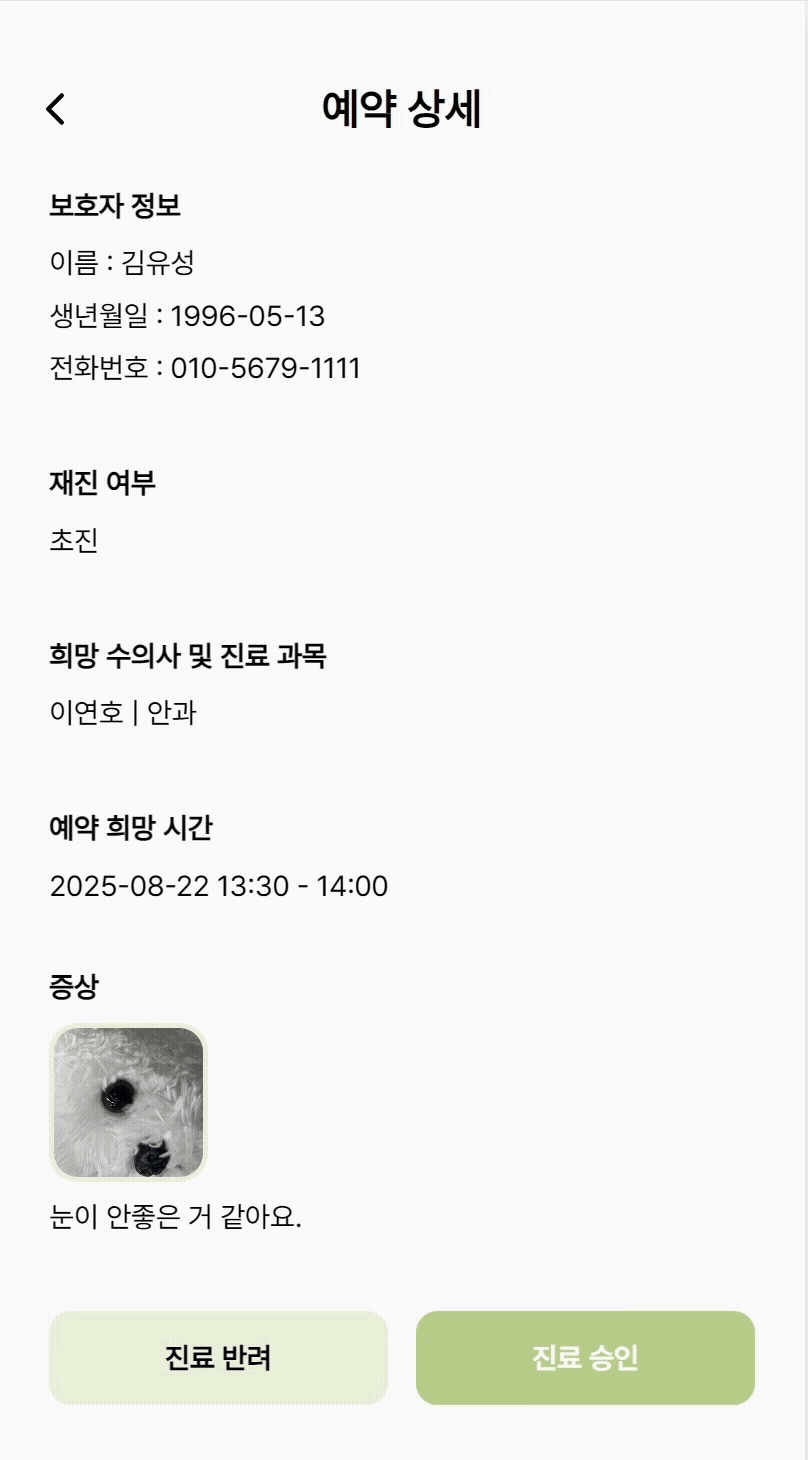 예약 상세
보호자 정보
이름 : 김유성
생년월일 : 1996-05-13
전화번호 : 010-5679-1111
재진 여부
초진
희망 수의사 및 진료 과목
이연호 | 안과
예약 희망 시간
2025-08-22 13:30 - 14:00
증상
눈이 안좋은 거 같아요.
진료 반려
진료 승인